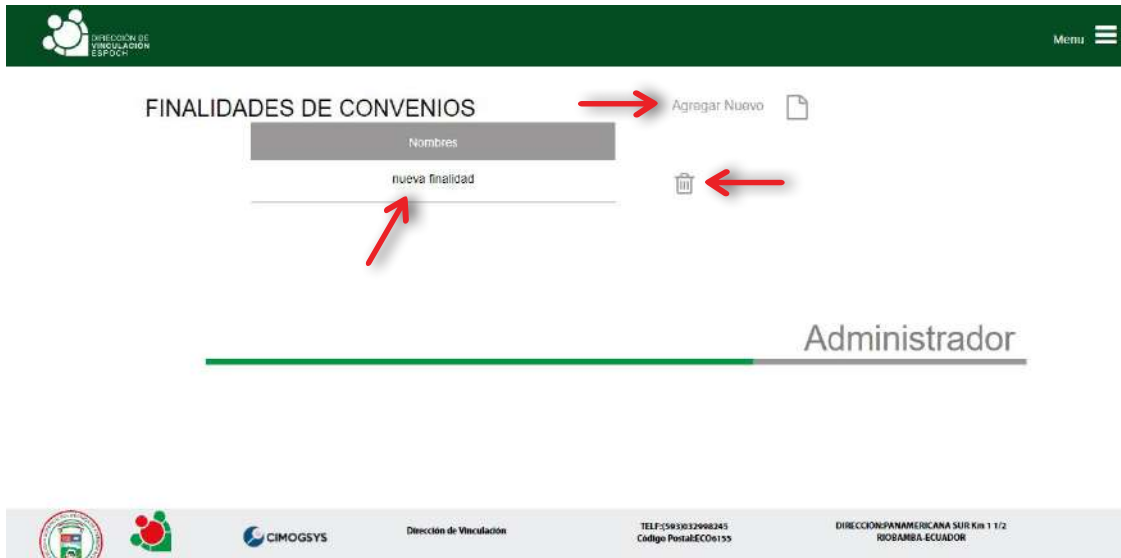 DIRECCIÓN DE
VINCULACIÓN
ESPOCH
Menu
FINALIDADES DE CONVENIOS
Agregar Nuevo
Nombres
nueva finalidad
Administrador
CIMOGSYS
Dirección de Vinculación
TELF:(593)032998245
Código Postal:ECO6155
DIRECCION:PANAMERICANA SUR Km 1 1/2
RIOBAMBA-ECUADOR